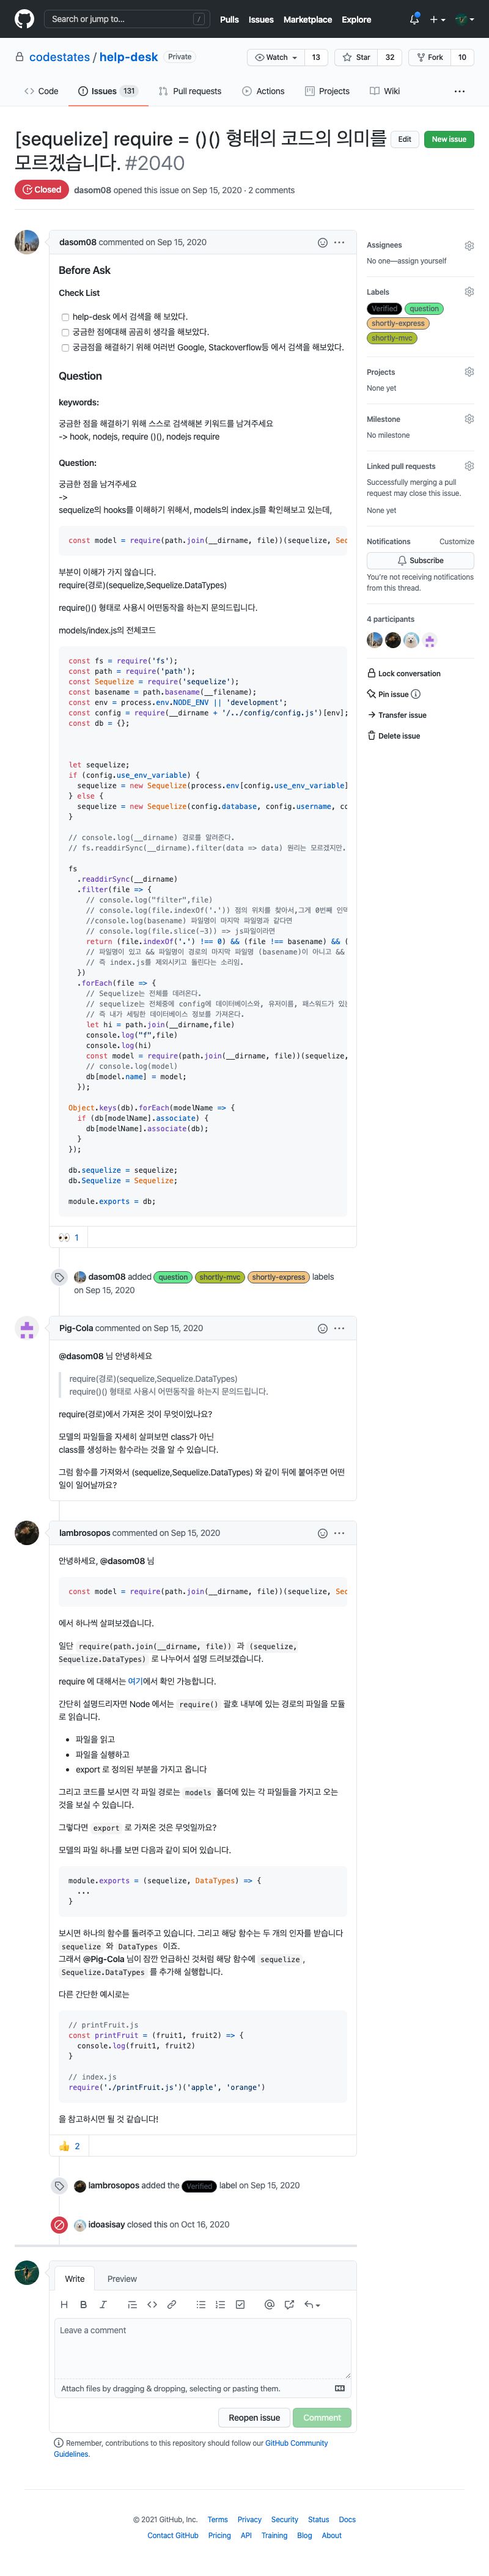 Search or jump to...
/
Pulls Issues Marketplace Explore
codestates / help-desk Private
Watch 13 Star 32 Fork 10
Code Issues 131 Pull requests Actions Projects Wiki
[sequelize] require = ()() 형태의 코드의 의미를
모르겠습니다. #2040
Edit New issue
Closed dasom08 opened this issue on Sep 15, 2020 · 2 comments
dasom08 commented on Sep 15, 2020
Before Ask
Check List
help-desk 에서 검색을 해 보았다.
궁금한 점에대해 곰곰히 생각을 해보았다.
궁금점을 해결하기 위해 여러번 Google, Stackoverflow등 에서 검색을 해보았다.
Question
keywords:
궁금한 점을 해결하기 위해 스스로 검색해본 키워드를 남겨주세요
-> hook, nodejs, require ()(), nodejs require
Question:
궁금한 점을 남겨주세요
->
sequelize의 hooks를 이해하기 위해서, models의 index.js를 확인해보고 있는데,
const model = require(path.join(__dirname, file))(sequelize, Sec
부분이 이해가 가지 않습니다.
require(경로)(sequelize,Sequelize.DataTypes)
require()() 형태로 사용시 어떤동작을 하는지 문의드립니다.
models/index.js의 전체코드
const fs = require('fs');
const path = require('path');
const Sequelize = require('sequelize');
const basename = path.basename(__filename);
const env = process.env.NODE_ENV || 'development';
const config = require(__dirname + '/../config/config.js')[env];
const db = {};
let sequelize;
if (config.use_env_variable) {
sequelize = new Sequelize(process.env[config.use_env_variable]
} else {
sequelize = new Sequelize(config.database, config.username, co
}
// console.log(__dirname) 경로를 알려준다.
// fs.readdirSync(__dirname).filter(data => data) 원리는 모르겠지만.
fs
.readdirSync(__dirname)
.filter(file => {
// console.log("filter",file)
// console.log(file.indexOf('.')) 점의 위치를 찾아서,그게 0번째 인덱
//console.log(basename) 파일명이 마지막 파일명과 같다면
// console.log(file.slice(-3)) => js파일이라면
return (file.indexOf('.') !== 0) && (file !== basename) && (
// 파일명이 있고 && 파일명이 경로의 마지막 파일명 (basename)이 아니고 &&
// 즉 index.js를 제외시키고 돌린다는 소리임.
})
.forEach(file => {
// Sequelize는 전체를 데려온다.
// sequelize는 전체중에 config에 데이터베이스와, 유저이름, 패스워드가 있는
// 즉 내가 세팅한 데이터베이스 정보를 가져온다.
let hi = path.join(__dirname,file)
console.log("f",file)
console.log(hi)
const model = require(path.join(__dirname, file))(sequelize,
// console.log(model)
db[model.name] = model;
});
Object.keys(db).forEach(modelName => {
if (db[modelName].associate) {
db[modelName].associate(db);
}
});
db.sequelize = sequelize;
db.Sequelize = Sequelize;
module.exports = db;
👀 1
dasom08 added question shortly-mvc shortly-express labels
on Sep 15, 2020
Pig-Cola commented on Sep 15, 2020
@dasom08 님 안녕하세요
require(경로)(sequelize,Sequelize.DataTypes)
require()() 형태로 사용시 어떤동작을 하는지 문의드립니다.
require(경로)에서 가져온 것이 무엇이었나요?
모델의 파일들을 자세히 살펴보면 class가 아닌
class를 생성하는 함수라는 것을 알 수 있습니다.
그럼 함수를 가져와서 (sequelize,Sequelize.DataTypes) 와 같이 뒤에 붙여주면 어떤
일이 일어날까요?
lambrosopos commented on Sep 15, 2020
안녕하세요, @dasom08 님
const model = require(path.join(__dirname, file))(sequelize, Sec
에서 하나씩 살펴보겠습니다.
일단 require(path.join(__dirname, file)) 과 (sequelize,
Sequelize.DataTypes) 로 나누어서 설명 드려보겠습니다.
require 에 대해서는 여기에서 확인 가능합니다.
간단히 설명드리자면 Node 에서는 require() 괄호 내부에 있는 경로의 파일을 모듈
로 읽습니다.
• 파일을 읽고
• 파일을 실행하고
• export 로 정의된 부분을 가지고 옵니다
그리고 코드를 보시면 각 파일 경로는 models 폴더에 있는 각 파일들을 가지고 오는
것을 보실 수 있습니다.
그렇다면 export 로 가져온 것은 무엇일까요?
모델의 파일 하나를 보면 다음과 같이 되어 있습니다.
module.exports = (sequelize, DataTypes) => {
...
}
보시면 하나의 함수를 돌려주고 있습니다. 그리고 해당 함수는 두 개의 인자를 받습니다
sequelize 와 DataTypes 이죠.
그래서 @Pig-Cola 님이 잠깐 언급하신 것처럼 해당 함수에 sequelize ,
Sequelize.DataTypes 를 추가해 실행합니다.
다른 간단한 예시로는
// printFruit.js
const printFruit = (fruit1, fruit2) => {
console.log(fruit1, fruit2)
}
// index.js
require('./printFruit.js')('apple', 'orange')
을 참고하시면 될 것 같습니다!
👍 2
lambrosopos added the Verified label on Sep 15, 2020
idoasisay closed this on Oct 16, 2020
Write Preview
Leave a comment
Attach files by dragging & dropping, selecting or pasting them.
Reopen issue Comment
Remember, contributions to this repository should follow our GitHub Community
Guidelines.
Assignees
No one—assign yourself
Labels
Verified question
shortly-express
shortly-mvc
Projects
None yet
Milestone
No milestone
Linked pull requests
Successfully merging a pull
request may close this issue.
None yet
Notifications Customize
Subscribe
You're not receiving notifications
from this thread.
4 participants
Lock conversation
Pin issue
Transfer issue
Delete issue
© 2021 GitHub, Inc. Terms Privacy Security Status Docs
Contact GitHub Pricing API Training Blog About